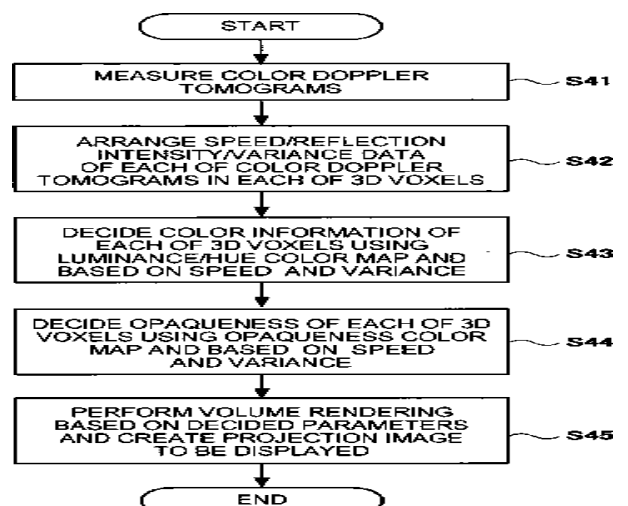 START
MEASURE COLOR DOPPLER
TOMOGRAMS
S41
ARRANGE SPEED/REFLECTION
INTENSITY/VARIANCE DATA
OF EACH OF COLOR DOPPLER
TOMOGRAMS IN EACH OF 3D VOXELS
S42
DECIDE COLOR INFORMATION OF
EACH OF 3D VOXELS USING
LUMINANCE/HUE COLOR MAP AND
BASED ON SPEED AND VARIANCE
S43
DECIDE OPAQUENESS OF EACH OF 3D
VOXELS USING OPAQUENESS COLOR
MAP AND BASED ON SPEED
AND VARIANCE
S44
PERFORM VOLUME RENDERING
BASED ON DECIDED PARAMETERS
AND CREATE PROJECTION IMAGE
TO BE DISPLAYED
S45
END